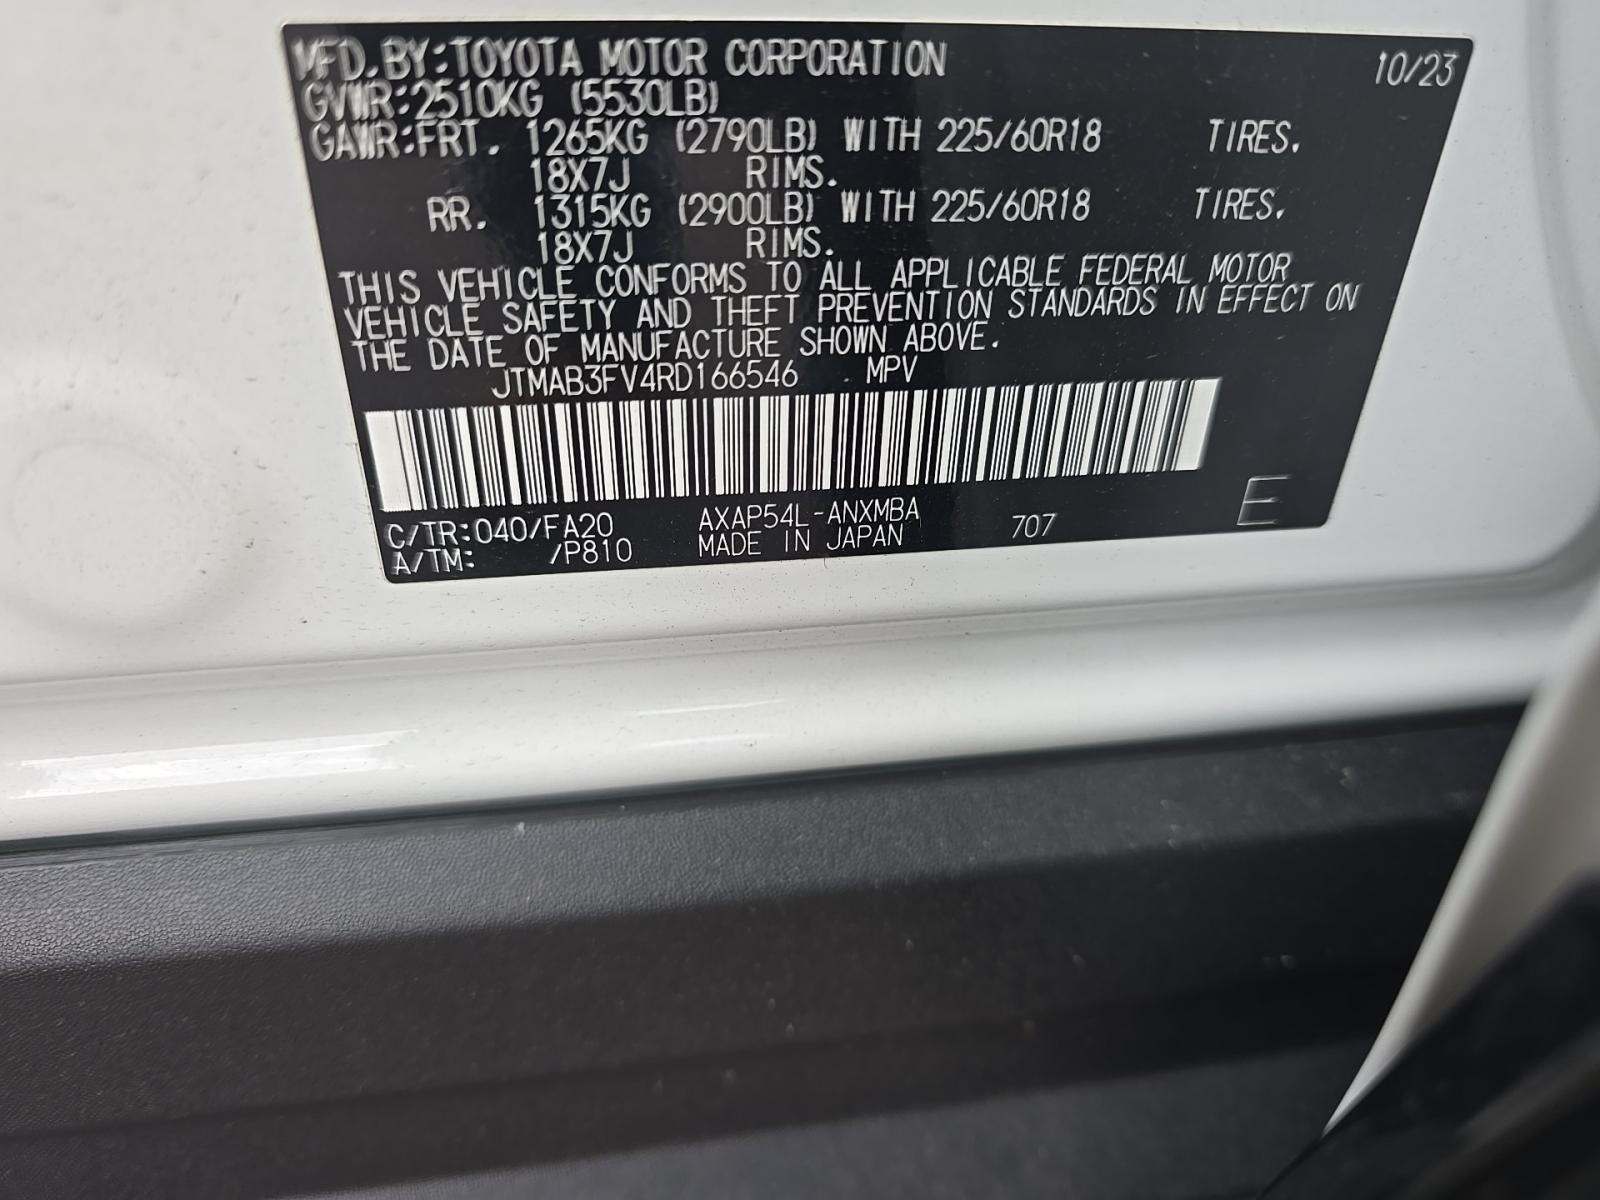 MFD. BY: TOYOTA MOTOR CORPORATION 10/23
GVWR: 2510KG (5530LB)
GAWR: FRT. 1265KG (2790LB) WITH 225/60R18 TIRES.
18X7J RIMS.
RR. 1315KG (2900LB) WITH 225/60R18 TIRES.
18X7J RIMS.
THIS VEHICLE CONFORMS TO ALL APPLICABLE FEDERAL MOTOR
VEHICLE SAFETY AND THEFT PREVENTION STANDARDS IN EFFECT ON
THE DATE OF MANUFACTURE SHOWN ABOVE.
JTMAB3FV4RD166546 MPV
C/TR: 040/FA20 AXAP54L-ANXMBA 707 E
A/TM: /P810 MADE IN JAPAN